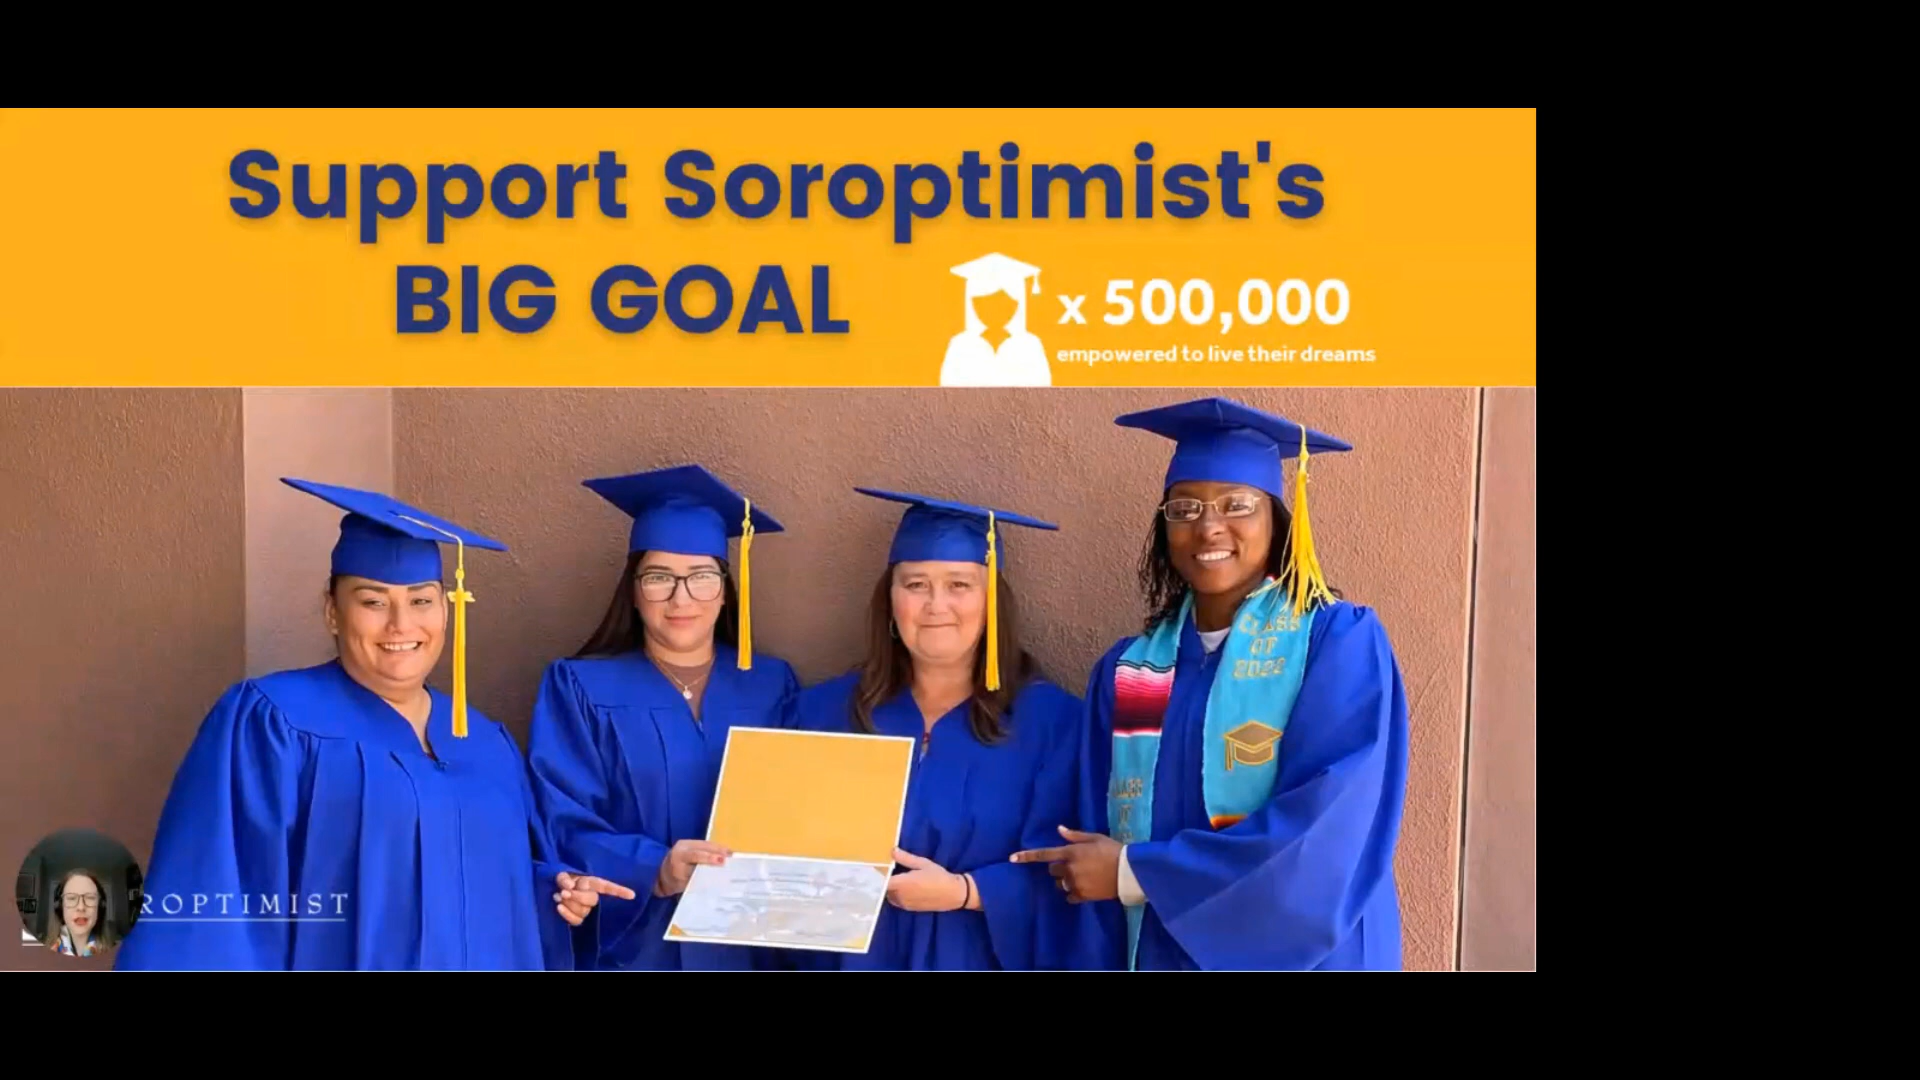 Support Soroptimist's
BIG GOAL
x 500,000
empowered to live their dreams
CLASS
OF
2022
ROPTIMIST